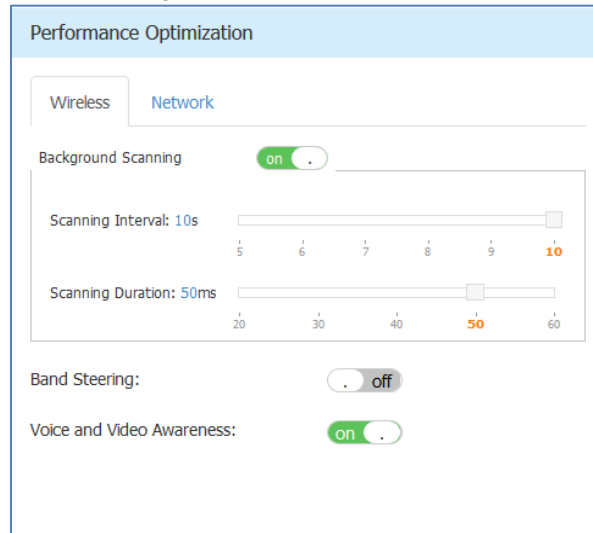 Performance Optimization
Wireless Network
Background Scanning on .
Scanning Interval: 10s
5 6 7 8 9 10
Scanning Duration: 50ms
20 30 40 50 60
Band Steering: . off
Voice and Video Awareness: on .